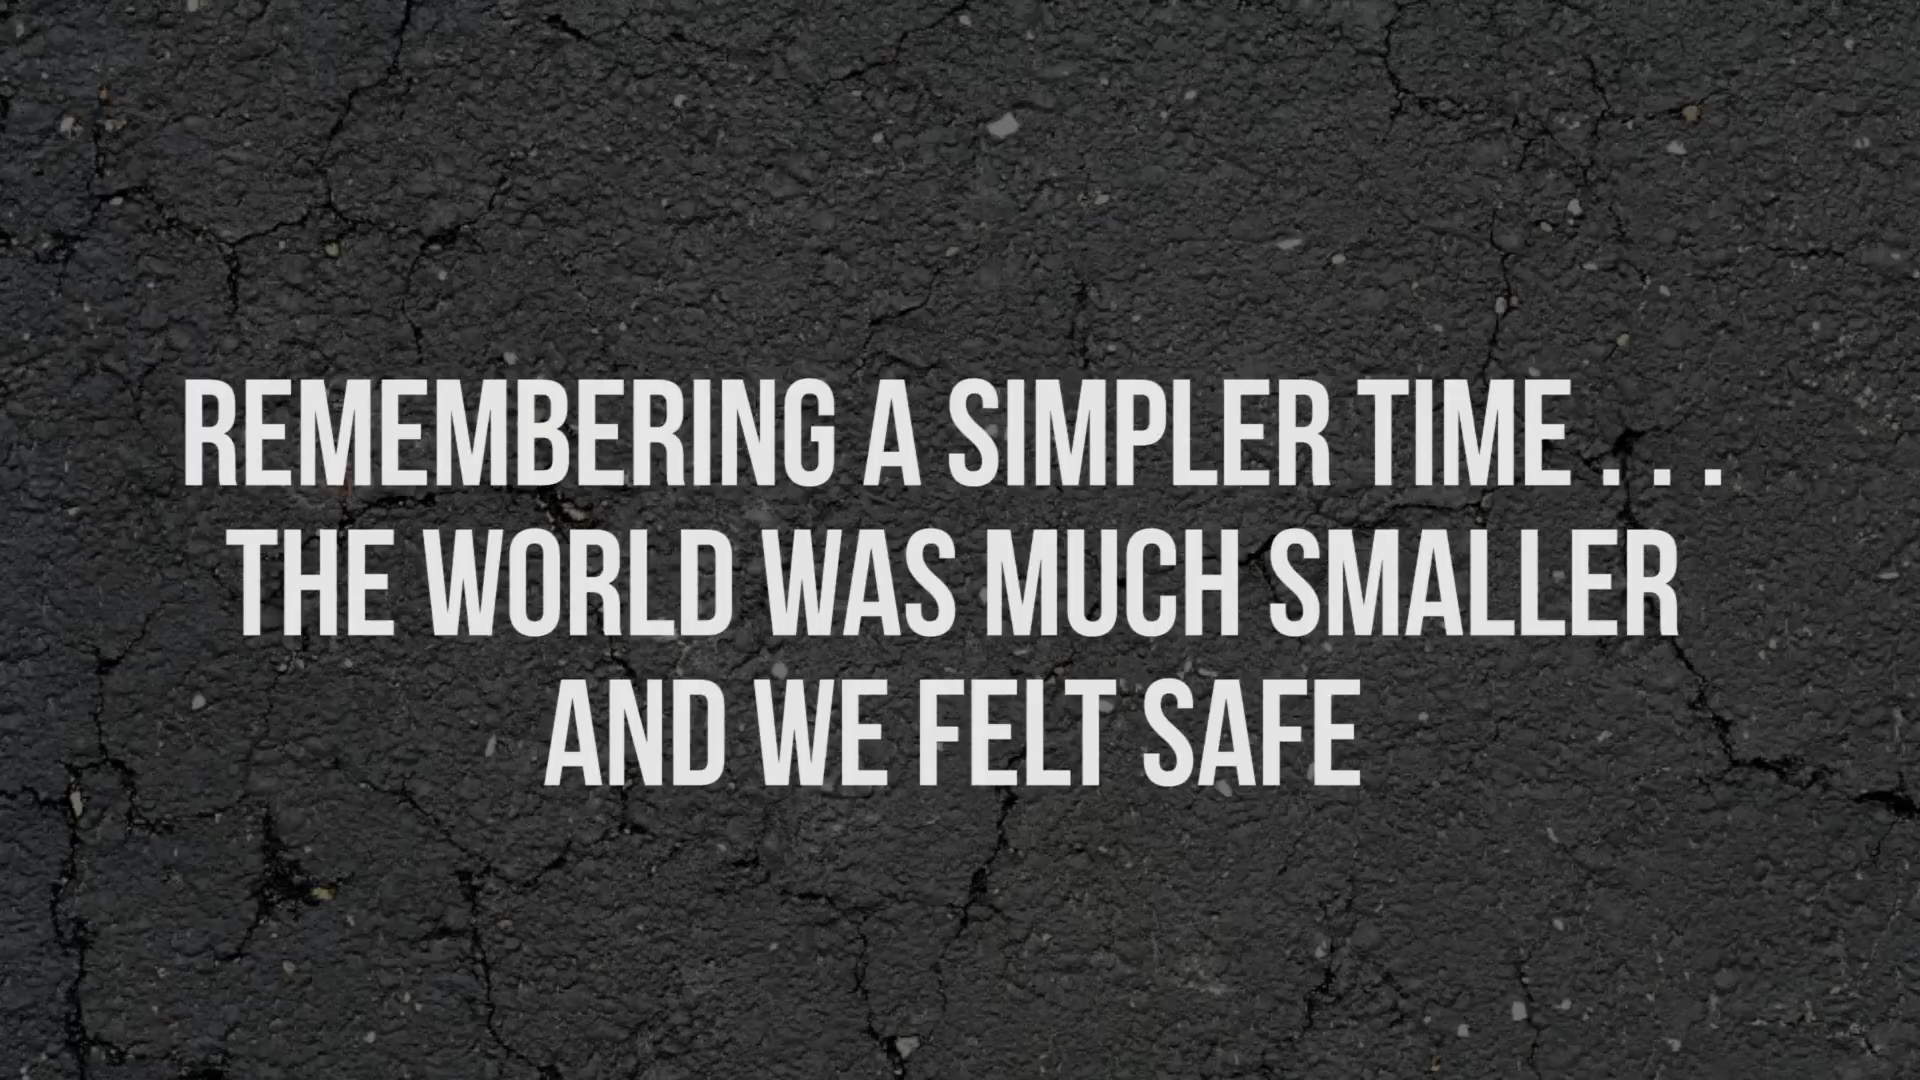 REMEMBERING A SIMPLER TIME . . .
THE WORLD WAS MUCH SMALLER
AND WE FELT SAFE